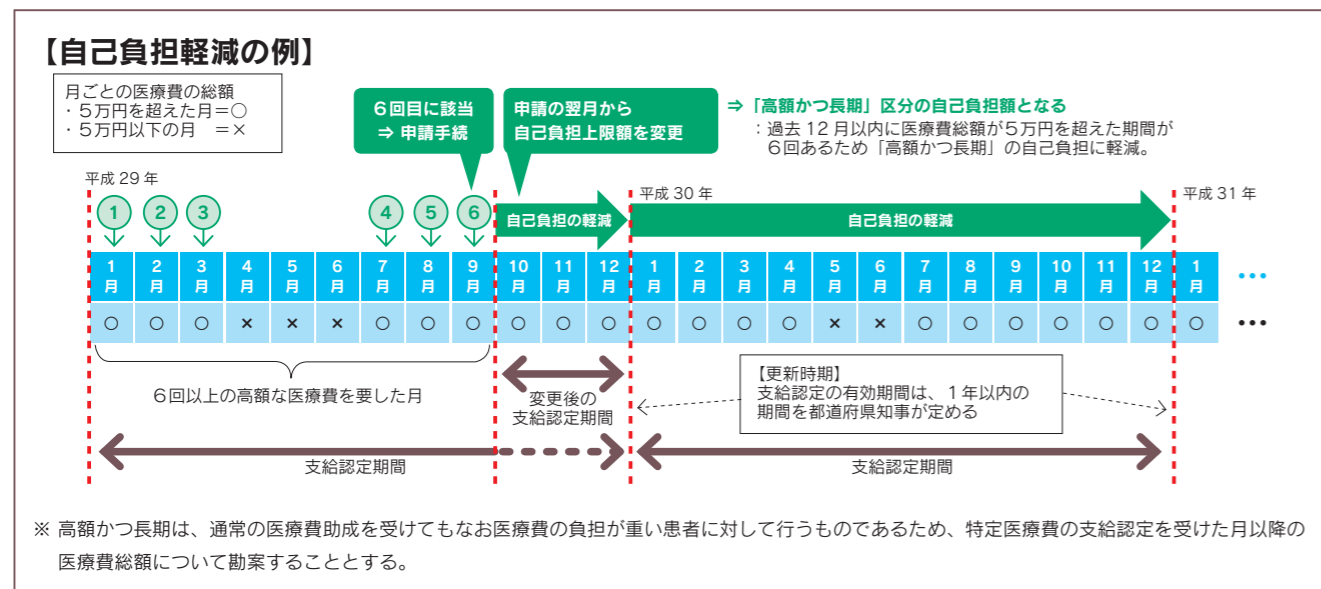 【自己負担軽減の例】
月ごとの医療費の総額
・５万円を超えた月＝○
・５万円以下の月　＝×
６回目に該当
⇒ 申請手続
申請の翌月から
自己負担上限額を変更
⇒「高額かつ長期」区分の自己負担額となる
：過去 12 月以内に医療費総額が５万円を超えた期間が
６回あるため「高額かつ長期」の自己負担に軽減。
平成 29 年
平成 30 年
平成 31 年
1 2 3 4 5 6
自己負担の軽減
自己負担の軽減
1月 2月 3月 4月 5月 6月 7月 8月 9月 10月 11月 12月 1月 2月 3月 4月 5月 6月 7月 8月 9月 10月 11月 12月 1月 …
○ ○ ○ × × × ○ ○ ○ ○ ○ ○ ○ ○ ○ ○ × × ○ ○ ○ ○ ○ ○ ○ …
６回以上の高額な医療費を要した月
変更後の
支給認定期間
【更新時期】
支給認定の有効期間は、１年以内の
期間を都道府県知事が定める
支給認定期間
支給認定期間
※ 高額かつ長期は、通常の医療費助成を受けてもなお医療費の負担が重い患者に対して行うものであるため、特定医療費の支給認定を受けた月以降の
医療費総額について勘案することとする。